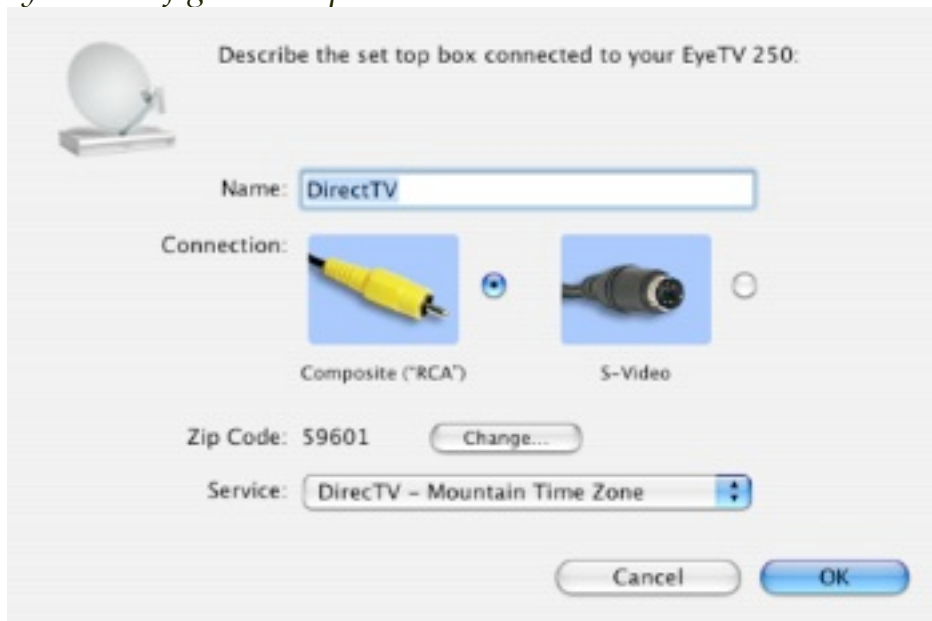 Describe the set top box connected to your EyeTV 250:
Name: DirectTV
Connection:
Composite ("RCA")
S-Video
Zip Code: 59601 Change...
Service: DirecTV – Mountain Time Zone
Cancel OK